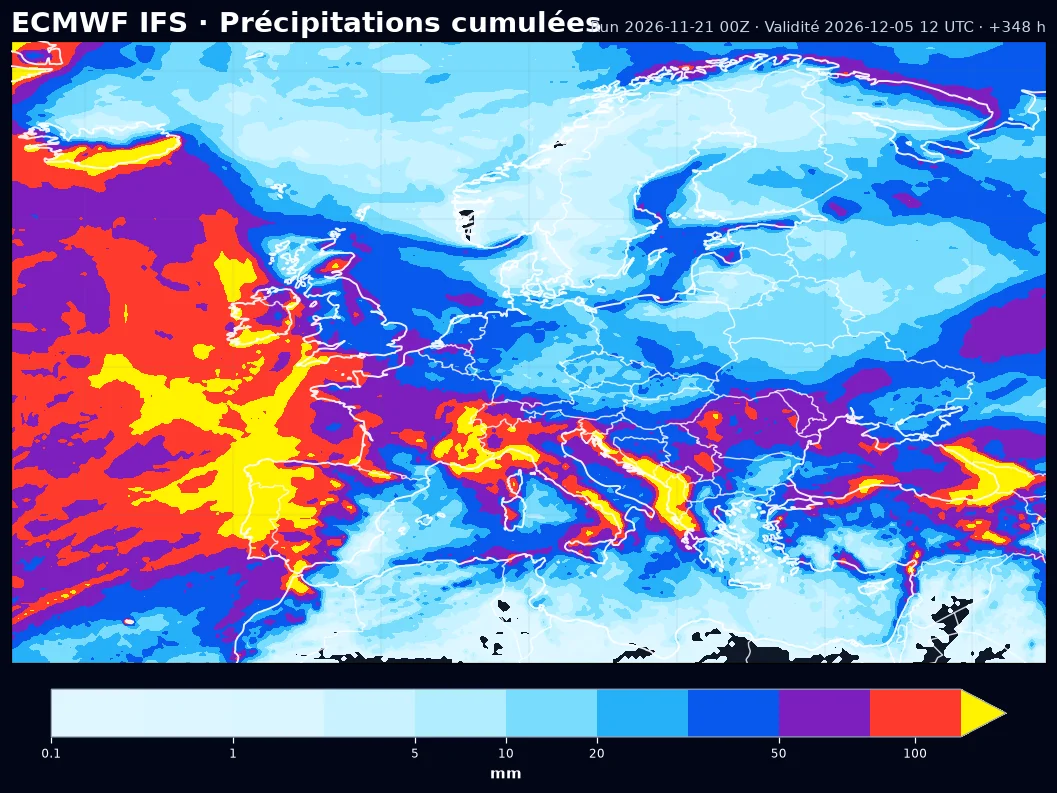 ECMWF IFS · Précipitations cumulées
Run 2026-11-21 00Z · Validité 2026-12-05 12 UTC · +348 h
0.1 1 5 10 20 50 100
mm